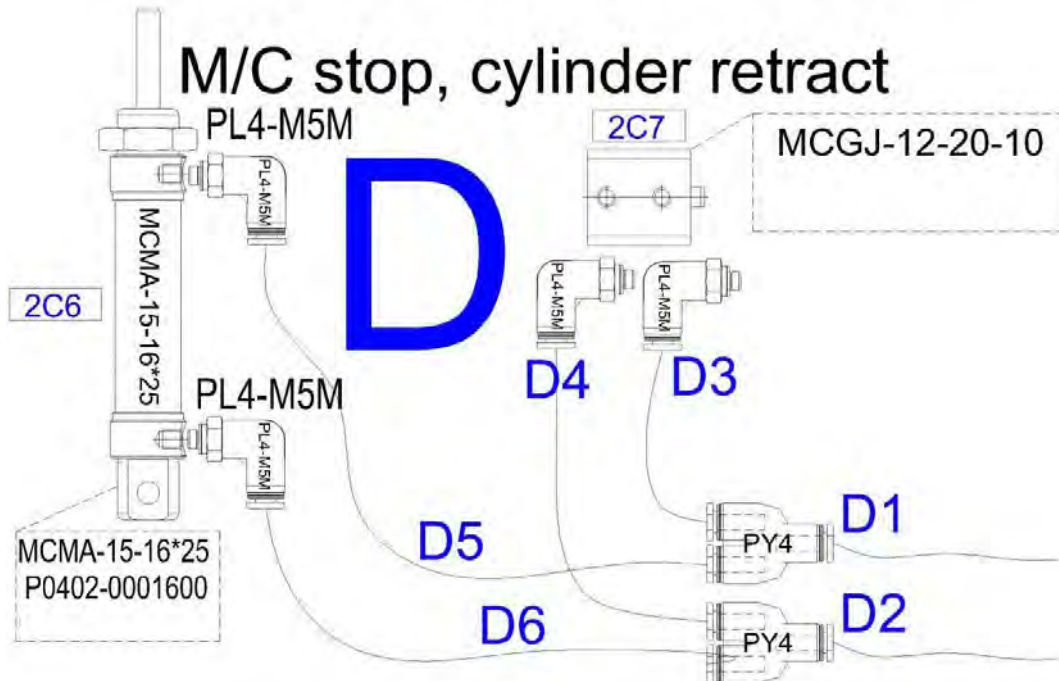 M/C stop, cylinder retract
PL4-M5M
2C7
MCGJ-12-20-10
PL4-M5M
D
MCMA-15-16*25
2C6
PL4-M5M
PL4-M5M
D4
D3
PL4-M5M
PL4-M5M
MCMA-15-16*25
P0402-0001600
D5
D1
PY4
D6
D2
PY4